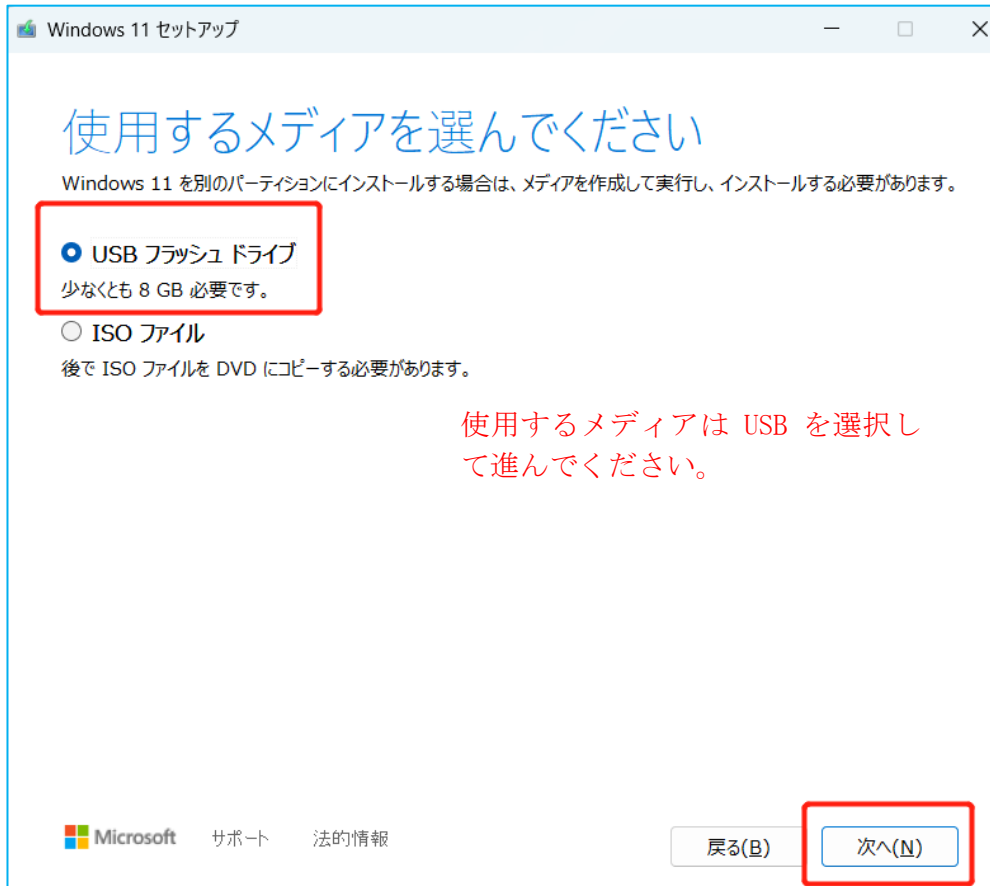 Windows 11 セットアップ
使用するメディアを選んでください
Windows 11 を別のパーティションにインストールする場合は、メディアを作成して実行し、インストールする必要があります。
USB フラッシュ ドライブ
少なくとも 8 GB 必要です。
ISO ファイル
後で ISO ファイルを DVD にコピーする必要があります。
使用するメディアは USB を選択し
て進んでください。
Microsoft サポート 法的情報 戻る(B) 次へ(N)